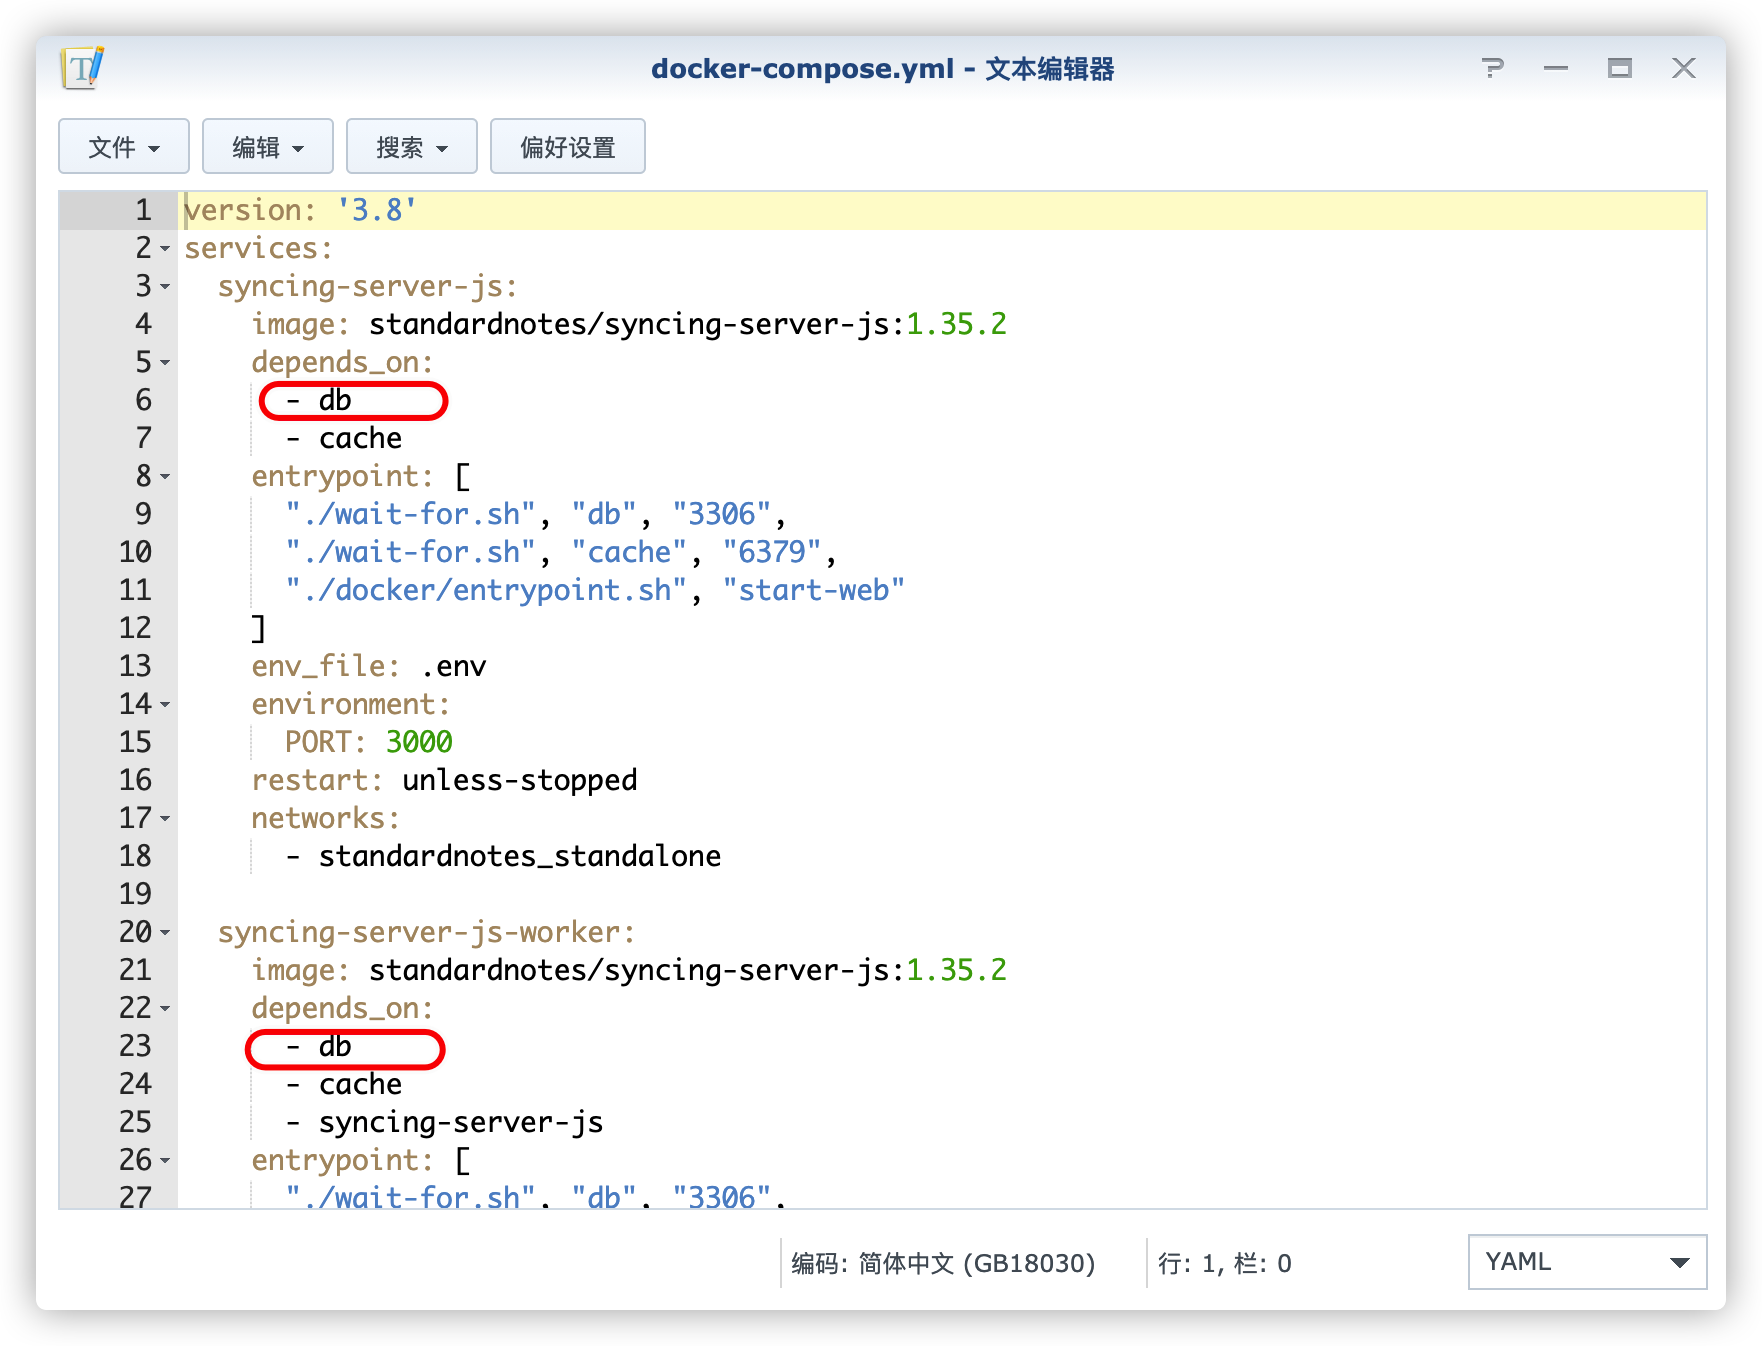 docker-compose.yml - 文本编辑器
文件 编辑 搜索 偏好设置
1 version: '3.8'
2 services:
3   syncing-server-js:
4     image: standardnotes/syncing-server-js:1.35.2
5     depends_on:
6       - db
7       - cache
8     entrypoint: [
9       "./wait-for.sh", "db", "3306",
10       "./wait-for.sh", "cache", "6379",
11       "./docker/entrypoint.sh", "start-web"
12     ]
13     env_file: .env
14     environment:
15       PORT: 3000
16     restart: unless-stopped
17     networks:
18       - standardnotes_standalone
19
20   syncing-server-js-worker:
21     image: standardnotes/syncing-server-js:1.35.2
22     depends_on:
23       - db
24       - cache
25       - syncing-server-js
26     entrypoint: [
27       "./wait-for.sh", "db", "3306",
编码: 简体中文 (GB18030) 行: 1, 栏: 0 YAML